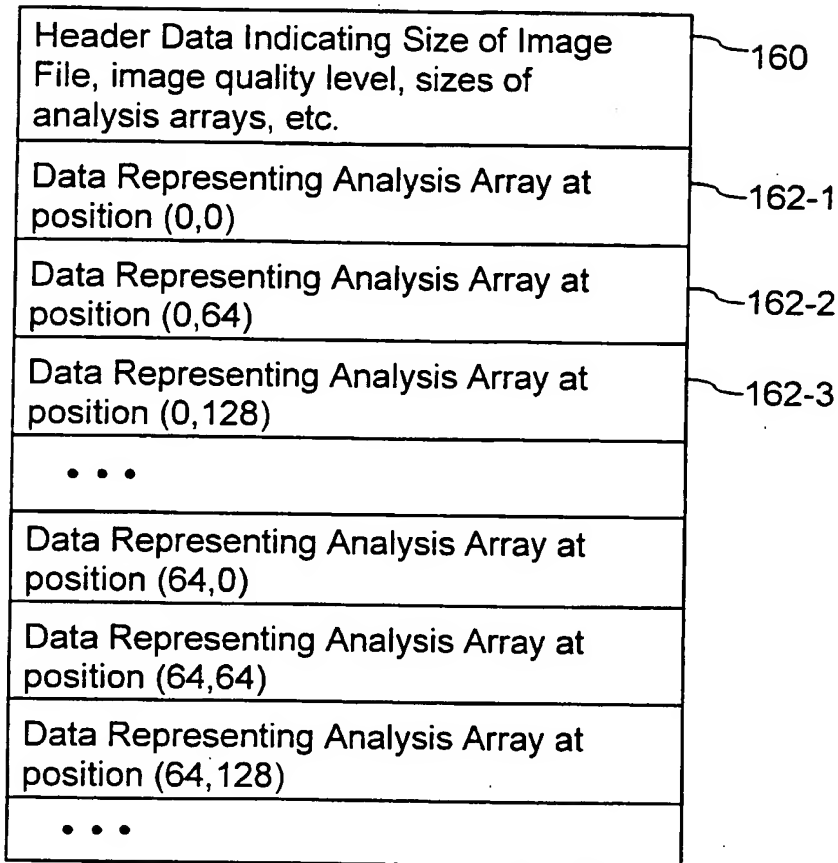 Header Data Indicating Size of Image
File, image quality level, sizes of
analysis arrays, etc.
160
Data Representing Analysis Array at
position (0,0)
162-1
Data Representing Analysis Array at
position (0,64)
162-2
Data Representing Analysis Array at
position (0,128)
162-3
• • •
Data Representing Analysis Array at
position (64,0)
Data Representing Analysis Array at
position (64,64)
Data Representing Analysis Array at
position (64,128)
• • •